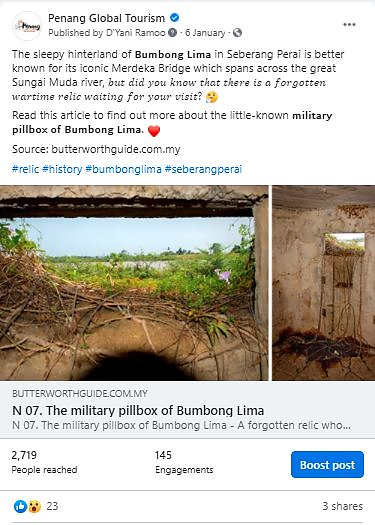 Penang Global Tourism
Published by D'Yani Ramoo · 6 January ·
The sleepy hinterland of Bumbong Lima in Seberang Perai is better
known for its iconic Merdeka Bridge which spans across the great
Sungai Muda river, but did you know that there is a forgotten
wartime relic waiting for your visit? 🤔
Read this article to find out more about the little-known military
pillbox of Bumbong Lima. ❤️
Source: butterworthguide.com.my
#relic #history #bumbonglima #seberangperai
BUTTERWORTHGUIDE.COM.MY
N 07. The military pillbox of Bumbong Lima
N 07. The military pillbox of Bumbong Lima - A forgotten relic who...
2,719
People reached
145
Engagements
Boost post
23
3 shares